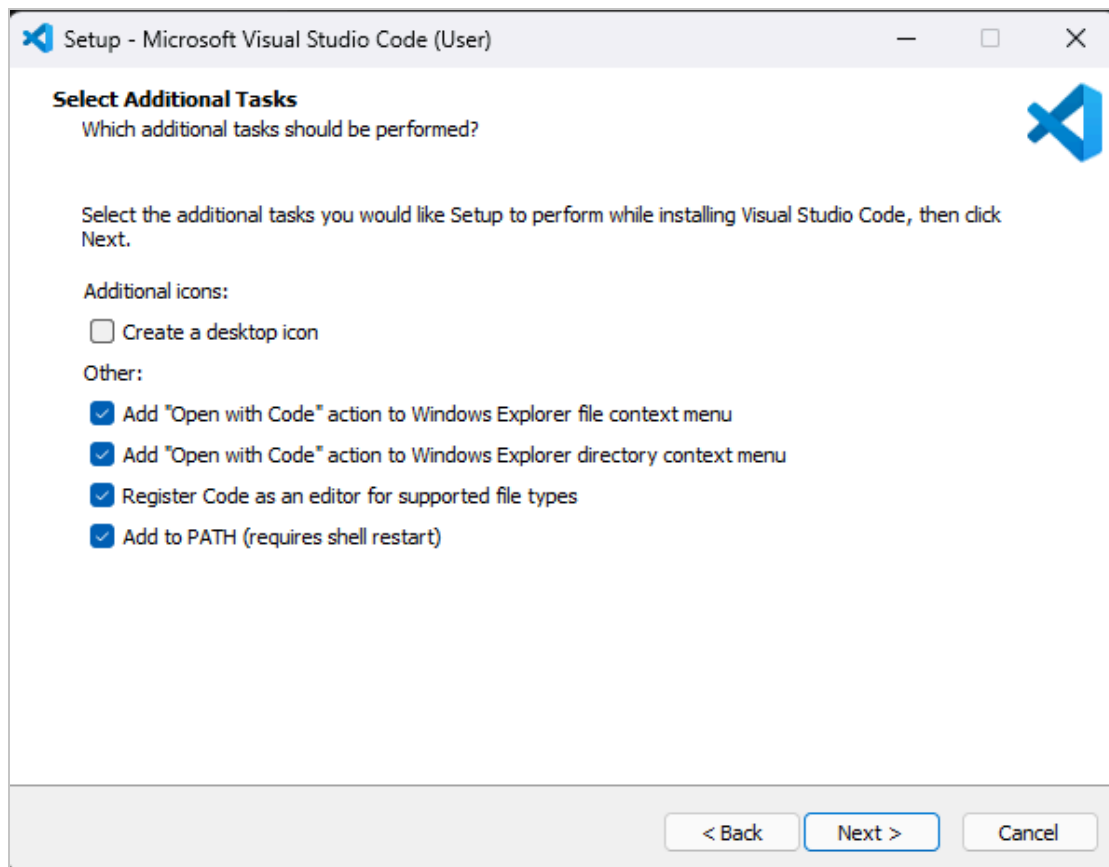 Setup - Microsoft Visual Studio Code (User)
Select Additional Tasks
Which additional tasks should be performed?
Select the additional tasks you would like Setup to perform while installing Visual Studio Code, then click
Next.
Additional icons:
Create a desktop icon
Other:
Add "Open with Code" action to Windows Explorer file context menu
Add "Open with Code" action to Windows Explorer directory context menu
Register Code as an editor for supported file types
Add to PATH (requires shell restart)
< Back Next > Cancel